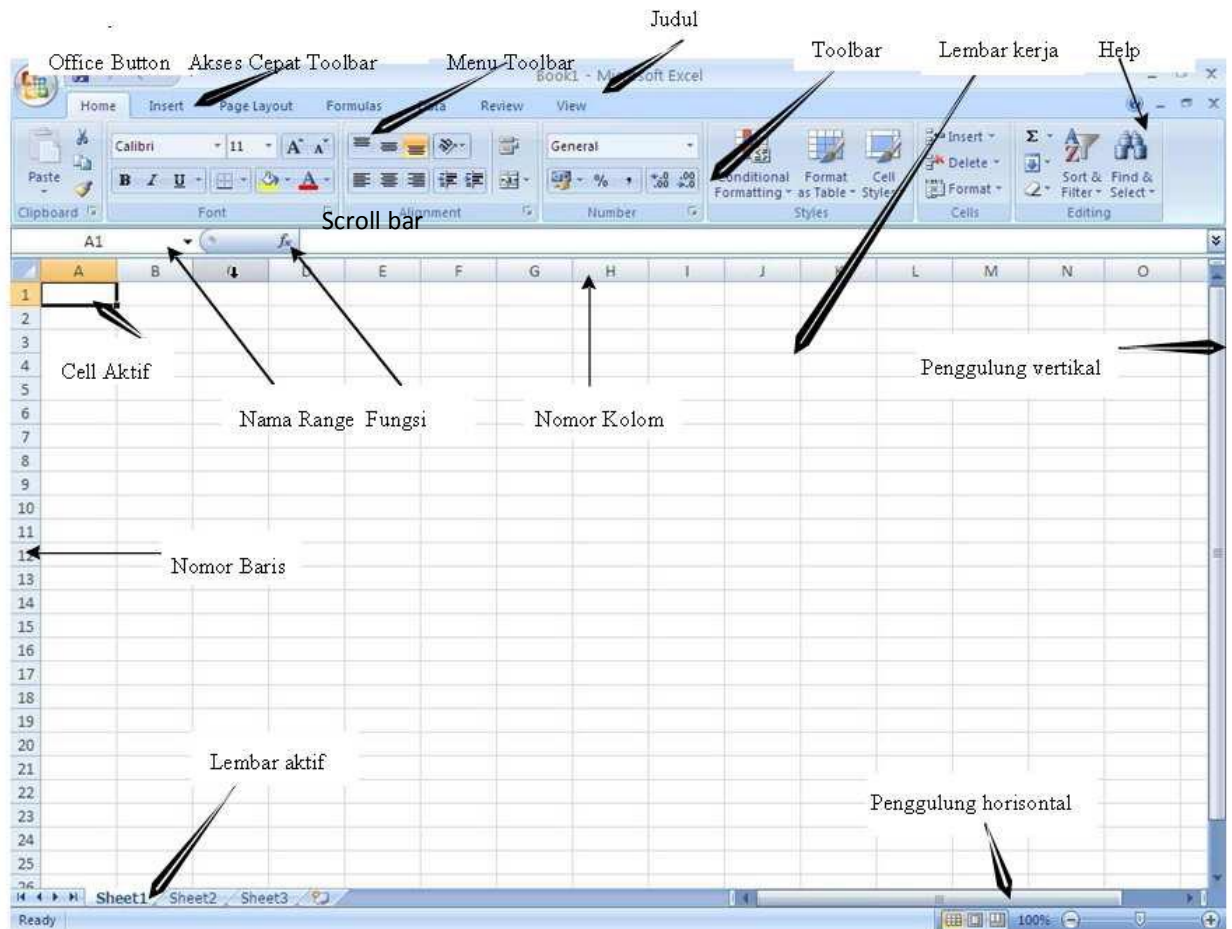 Judul
Office Button Akses Cepat Toolbar Menu Toolbar Toolbar Lembar kerja Help
Book1 - Microsoft Excel
Home Insert Page Layout Formulas Data Review View
Calibri 11 A A General Insert
Paste B I U A % , Conditional Formatting Format as Table Cell Styles Delete Format Σ Sort & Filter Find & Select
Clipboard Font Alignment Number Styles Cells Editing
Scroll bar
A1 fx
A B D E F G H I J K L M N O
1
2
3
Cell Aktif Penggulung vertikal
4
5
6
Nama Range Fungsi Nomor Kolom
7
8
9
10
11
12
Nomor Baris
13
14
15
16
17
18
19
20
Lembar aktif
21
22
23
Penggulung horisontal
24
25
26
Sheet1 Sheet2 Sheet3
Ready 100%